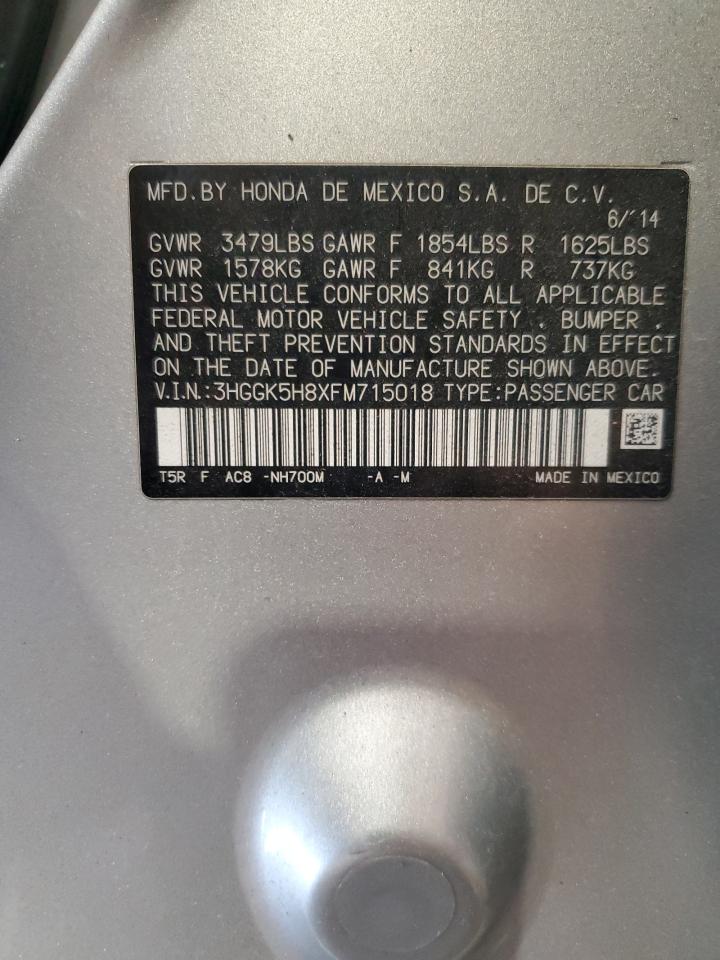 MFD.BY HONDA DE MEXICO S.A. DE C.V.
6/14
GVWR 3479LBS GAWR F 1854LBS R 1625LBS
GVWR 1578KG GAWR F 841KG R 737KG
THIS VEHICLE CONFORMS TO ALL APPLICABLE
FEDERAL MOTOR VEHICLE SAFETY , BUMPER ,
AND THEFT PREVENTION STANDARDS IN EFFECT
ON THE DATE OF MANUFACTURE SHOWN ABOVE.
V.I.N.:3HGGK5H8XFM715018 TYPE:PASSENGER CAR
T5R F AC8 -NH700M -A -M MADE IN MEXICO